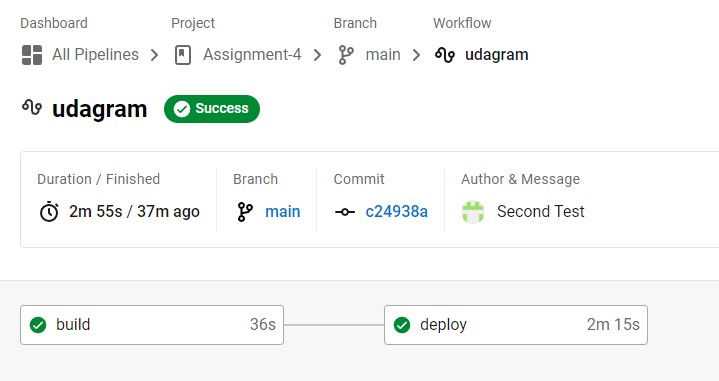 Dashboard Project Branch Workflow
All Pipelines Assignment-4 main udagram
udagram Success
Duration / Finished Branch Commit Author & Message
2m 55s / 37m ago main c24938a Second Test
build 36s deploy 2m 15s